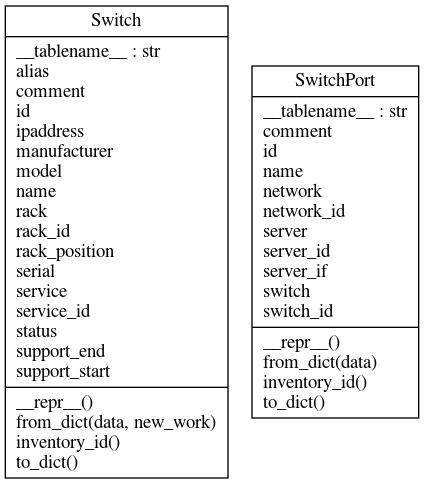 Switch
__tablename__ : str
alias
comment
id
ipaddress
manufacturer
model
name
rack
rack_id
rack_position
serial
service
service_id
status
support_end
support_start
__repr__()
from_dict(data, new_work)
inventory_id()
to_dict()
SwitchPort
__tablename__ : str
comment
id
name
network
network_id
server
server_id
server_if
switch
switch_id
__repr__()
from_dict(data)
inventory_id()
to_dict()